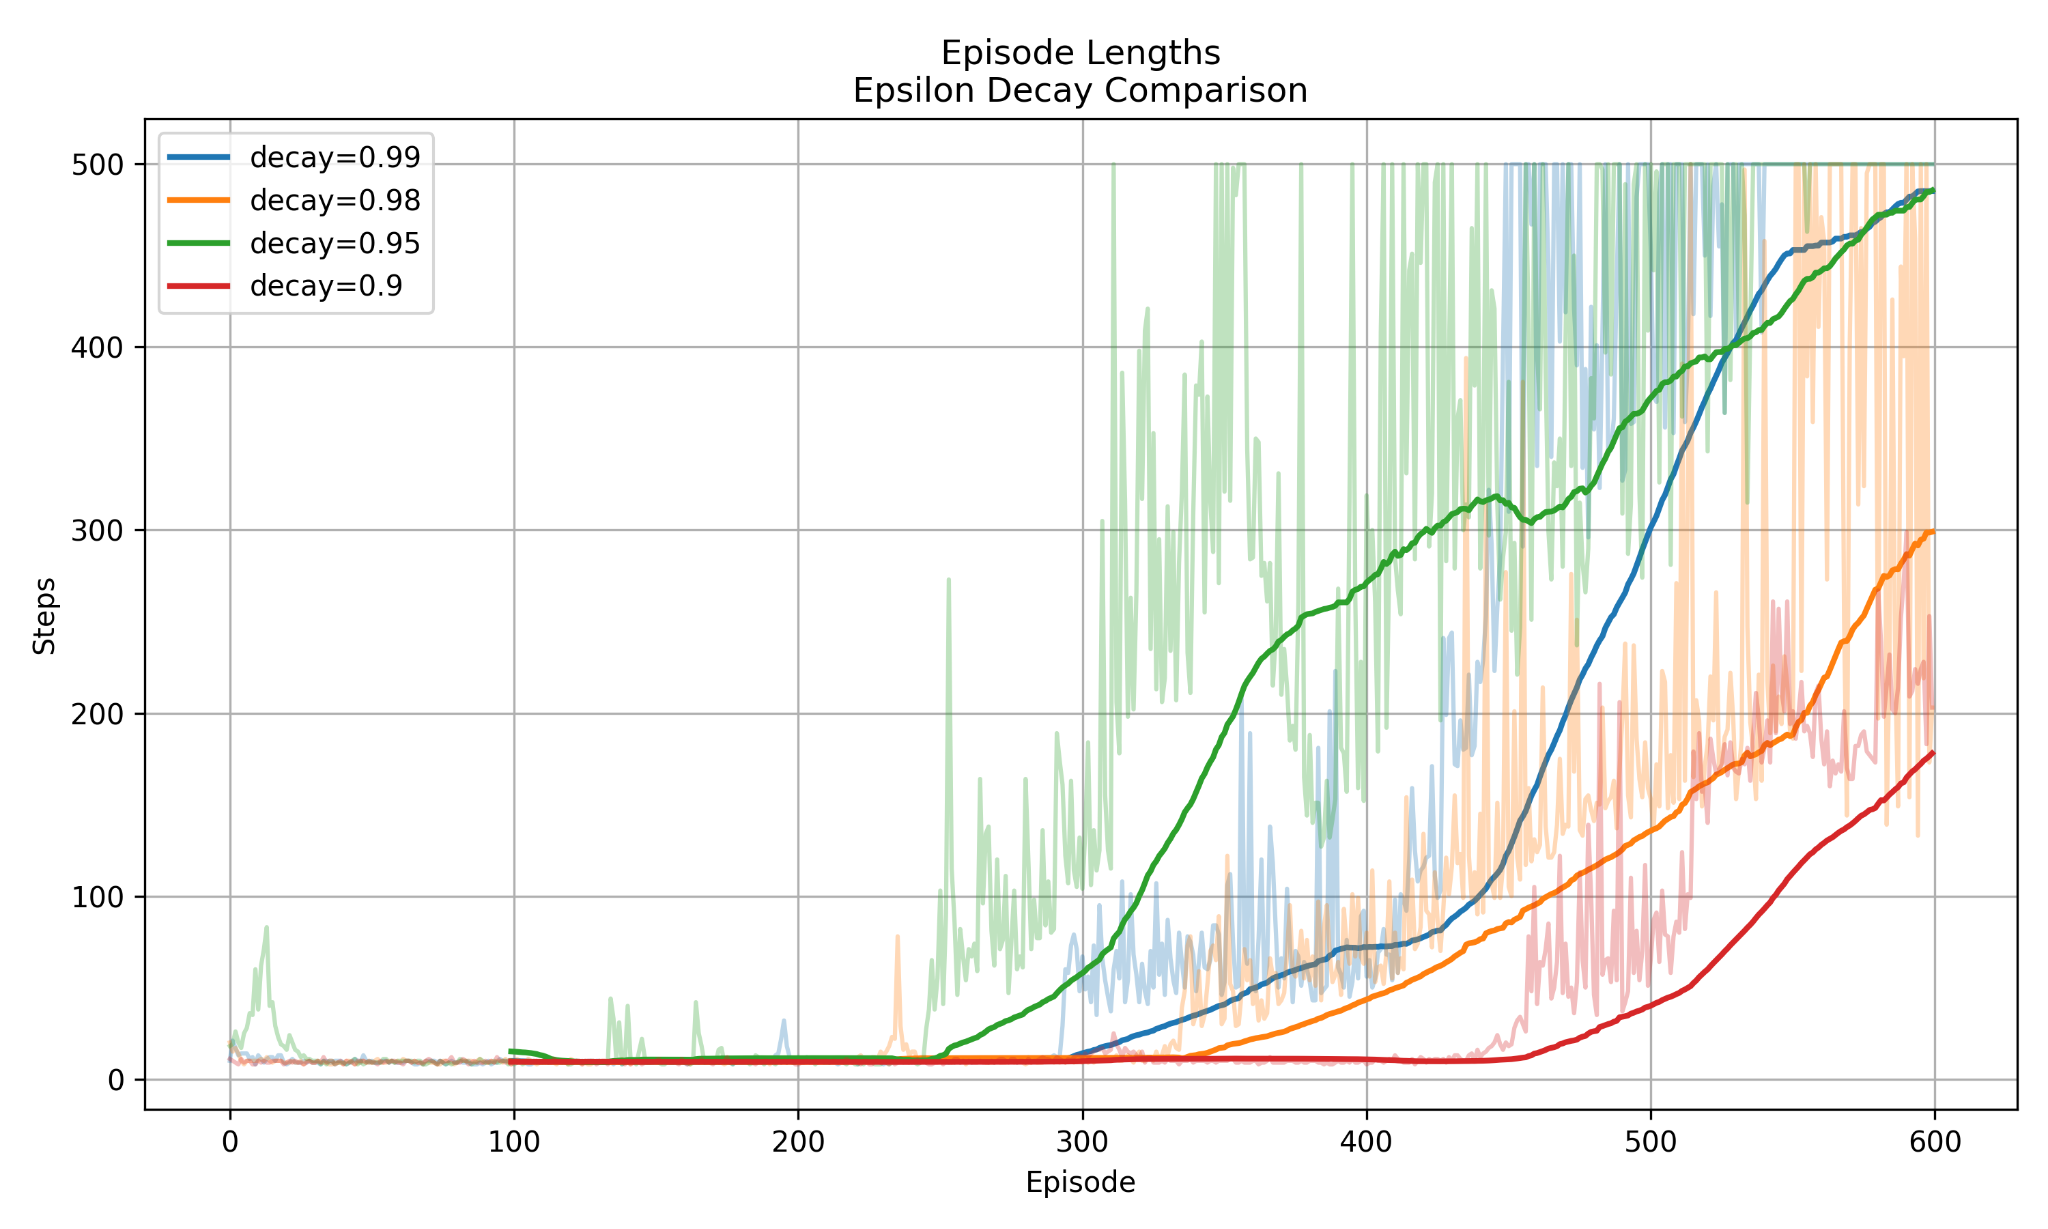 Episode Lengths
Epsilon Decay Comparison
decay=0.99
decay=0.98
decay=0.95
decay=0.9
500
400
300
200
100
0
Steps
0 100 200 300 400 500 600
Episode